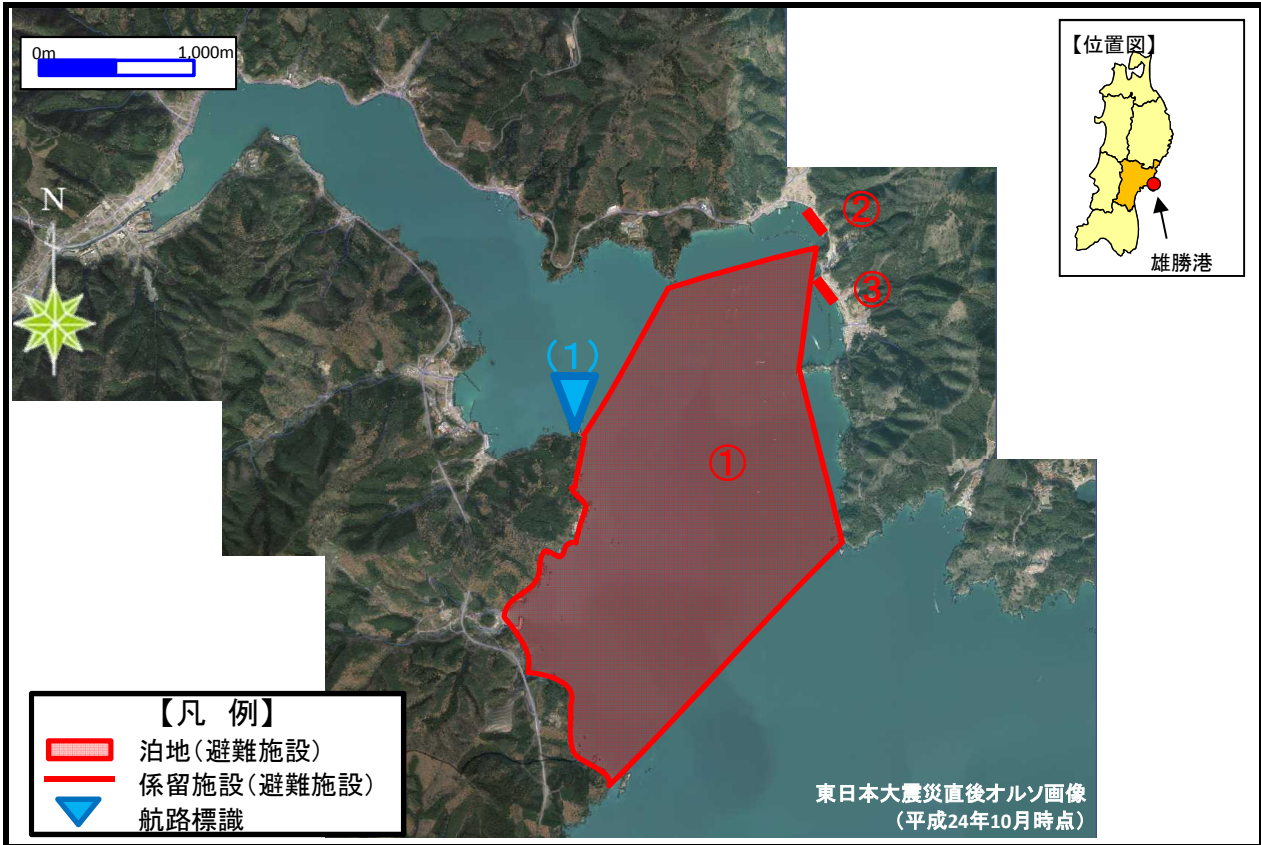 0m 1,000m
【位置図】
雄勝港
N
②
③
(1)
①
【凡 例】
泊地(避難施設)
係留施設(避難施設)
航路標識
東日本大震災直後オルソ画像
(平成24年10月時点)